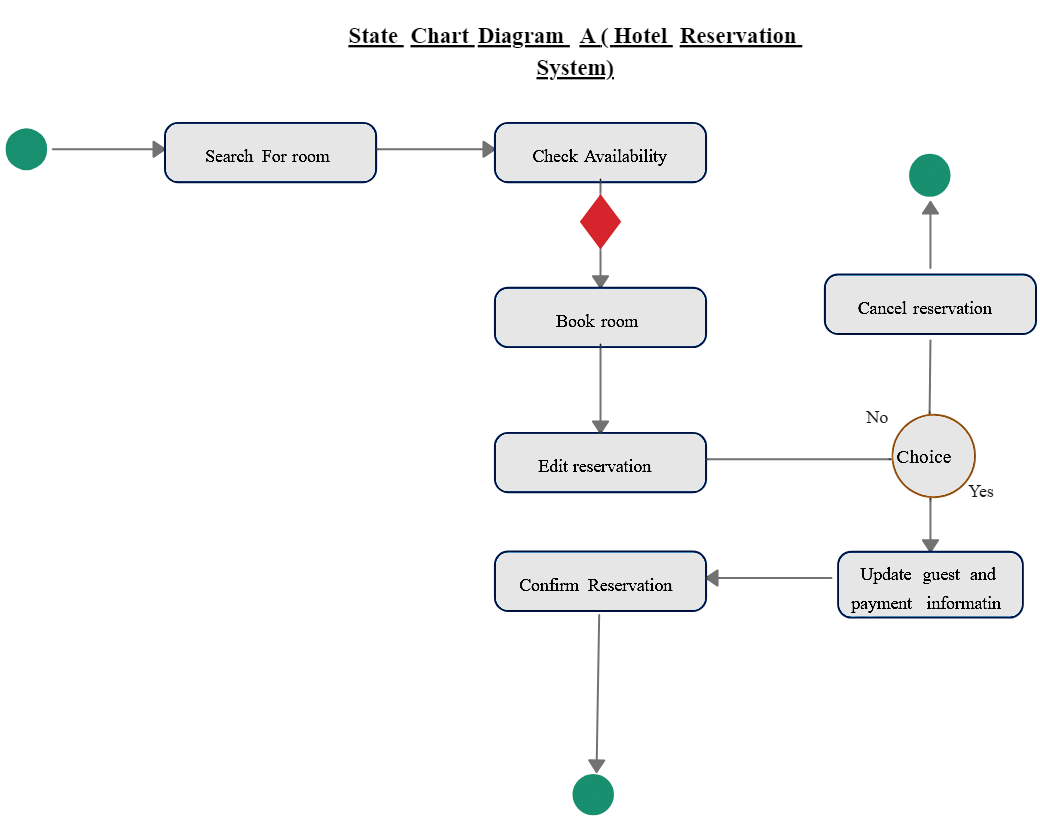 State Chart Diagram A ( Hotel Reservation
System)
Search For room
Check Availability
Book room
Cancel reservation
No
Edit reservation
Choice
Yes
Update guest and
payment informatin
Confirm Reservation